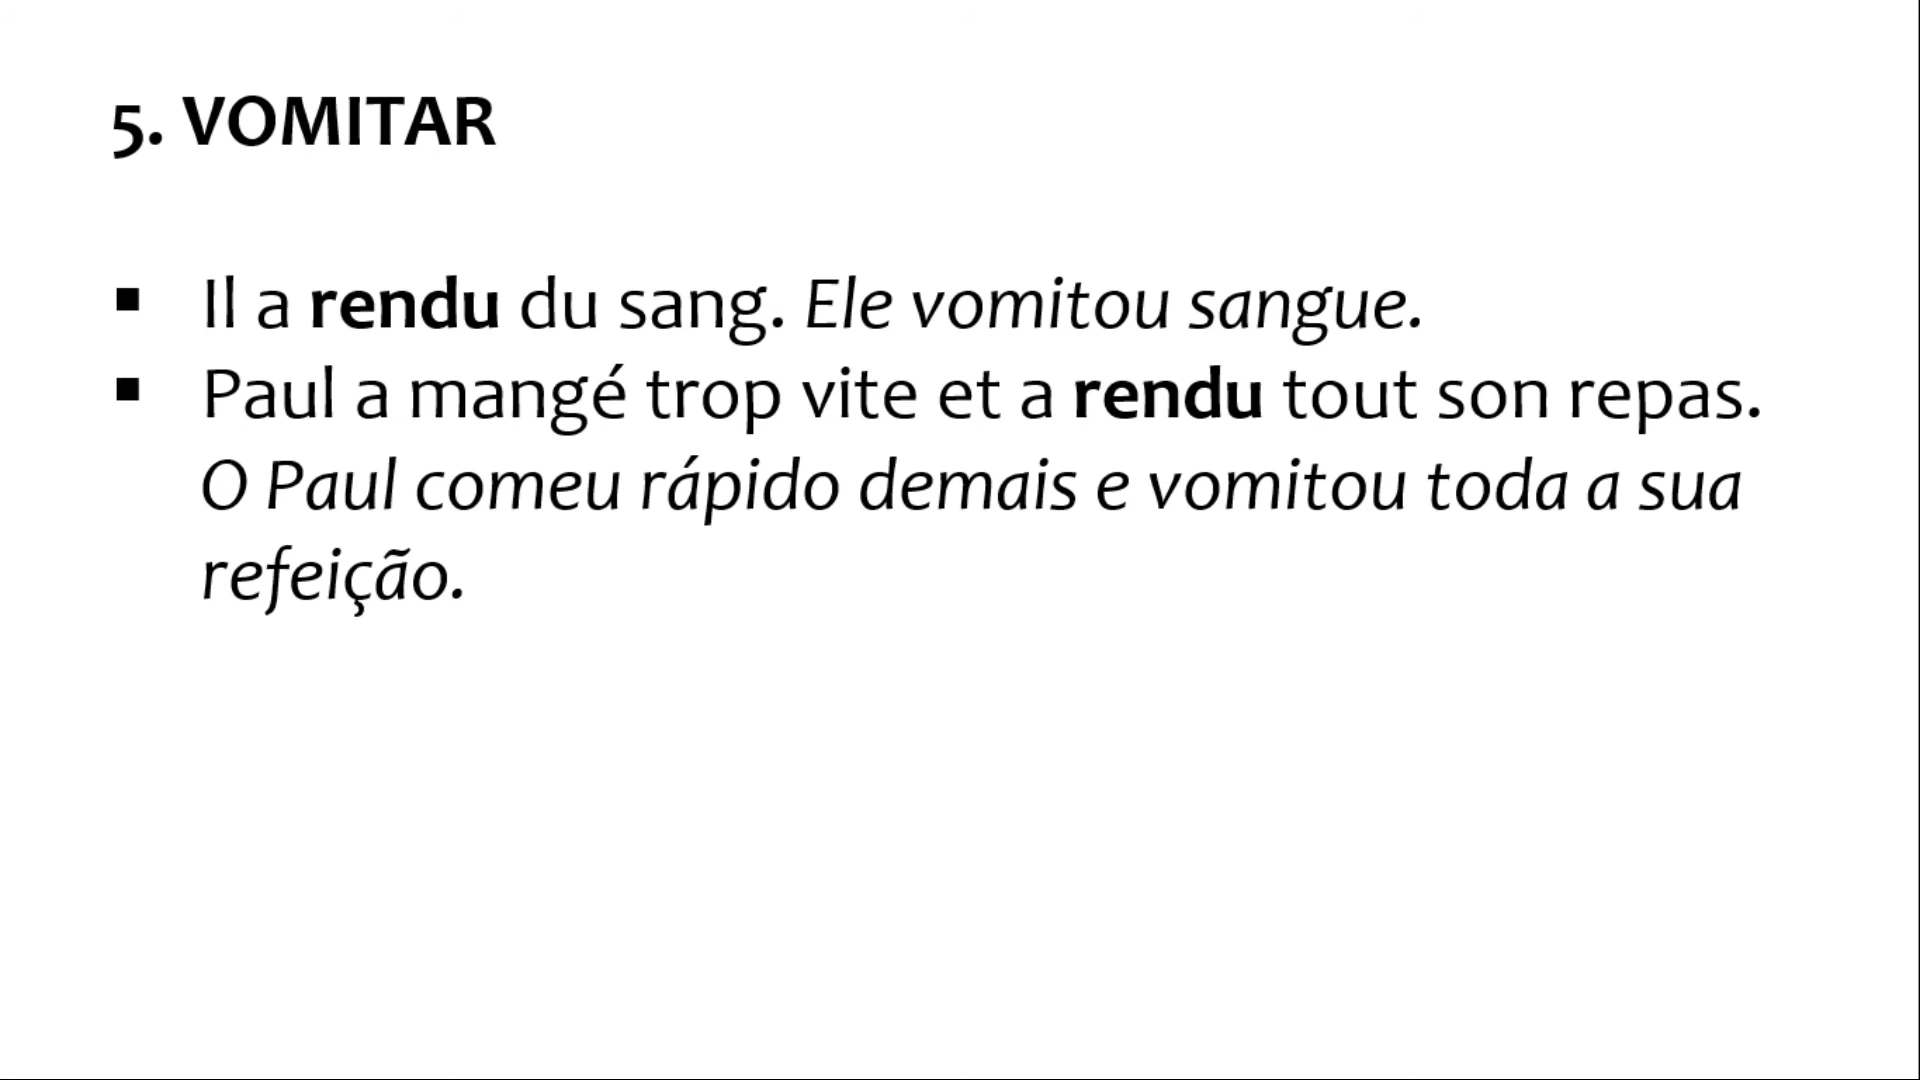 5. VOMITAR
▪ Il a rendu du sang. Ele vomitou sangue.
▪ Paul a mangé trop vite et a rendu tout son repas.
O Paul comeu rápido demais e vomitou toda a sua
refeição.